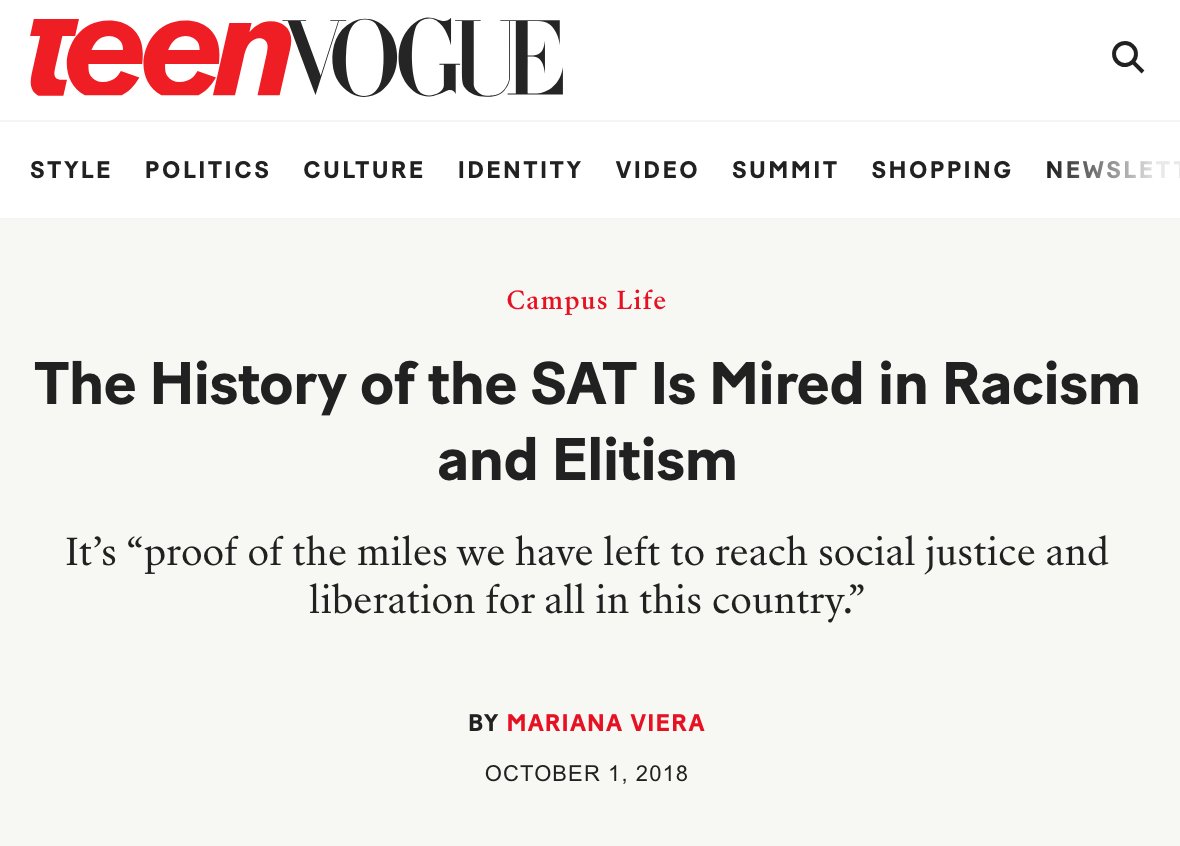 teenVOGUE
STYLE POLITICS CULTURE IDENTITY VIDEO SUMMIT SHOPPING NEWSLETT
Campus Life
The History of the SAT Is Mired in Racism
and Elitism
It’s “proof of the miles we have left to reach social justice and
liberation for all in this country.”
BY MARIANA VIERA
OCTOBER 1, 2018